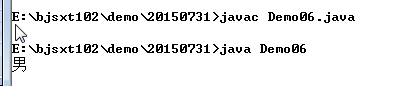 E:\bjsxt102\demo\20150731>javac Demo06.java
E:\bjsxt102\demo\20150731>java Demo06
男